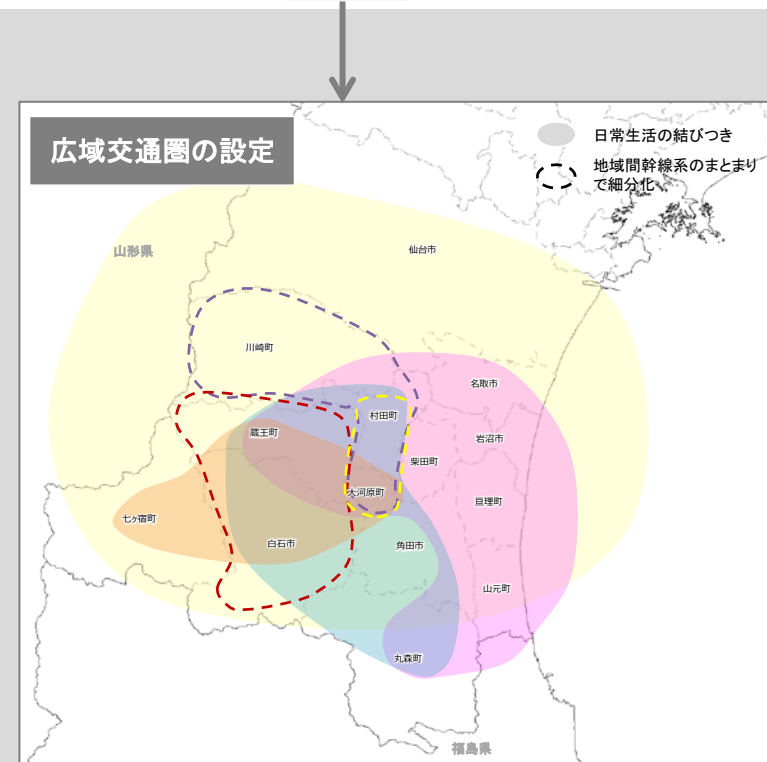 広域交通圏の設定
日常生活の結びつき
地域間幹線系のまとまり
で細分化
山形県
仙台市
川崎町
名取市
村田町
蔵王町
岩沼市
柴田町
大河原町
亘理町
七ヶ宿町
白石市
角田市
山元町
丸森町
福島県